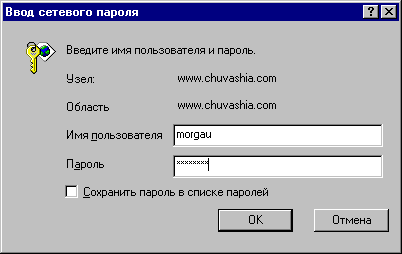 Ввод сетевого пароля
Введите имя пользователя и пароль.
Узел: www.chuvashia.com
Область www.chuvashia.com
Имя пользователя morgau
Пароль ********
Сохранить пароль в списке паролей
OK Отмена